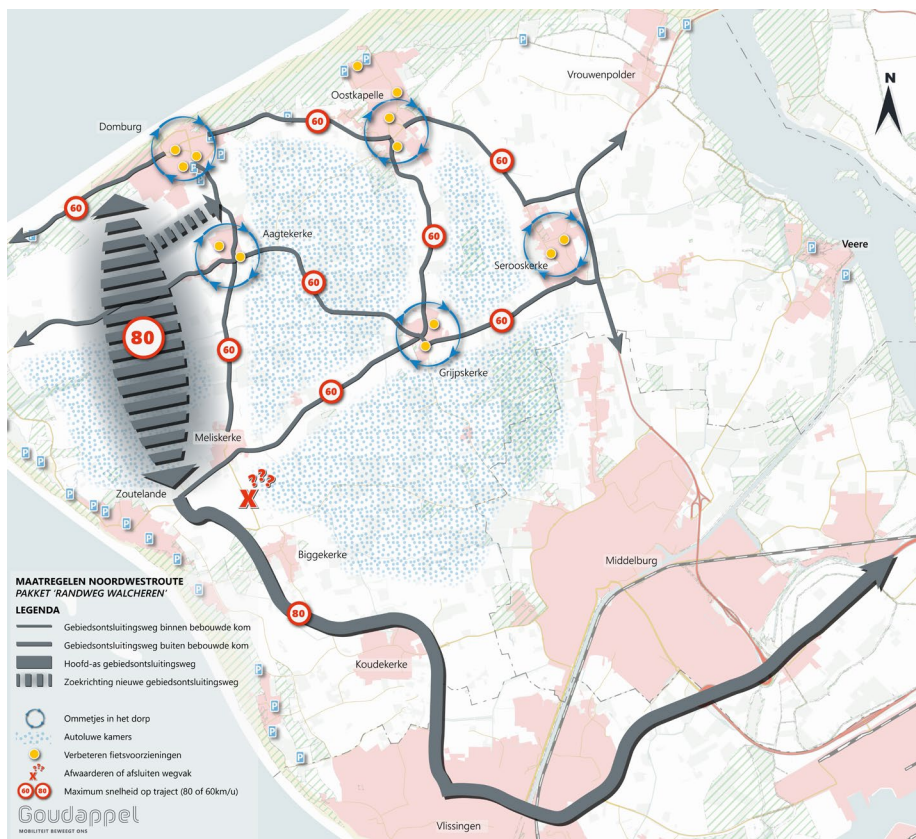 Vrouwenpolder
Oostkapelle
N
Domburg
60
60
60
Aagtekerke
Serooskerke
Veere
60
60
80
60
60
Grijpskerke
60
Meliskerke
Zoutelande
???
X
Biggekerke
Middelburg
80
Koudekerke
Vlissingen
MAATREGELEN NOORDWESTROUTE
PAKKET 'RANDWEG WALCHEREN'
LEGENDA
Gebiedsontsluitingsweg binnen bebouwde kom
Gebiedsontsluitingsweg buiten bebouwde kom
Hoofd-as gebiedsontsluitingsweg
Zoekrichting nieuwe gebiedsontsluitingsweg
Ommetjes in het dorp
Autoluwe kamers
Verbeteren fietsvoorzieningen
??? X Afwaarderen of afsluiten wegvak
60 80 Maximum snelheid op traject (80 of 60km/u)
Goudappel
MOBILITEIT BEWEEGT ONS